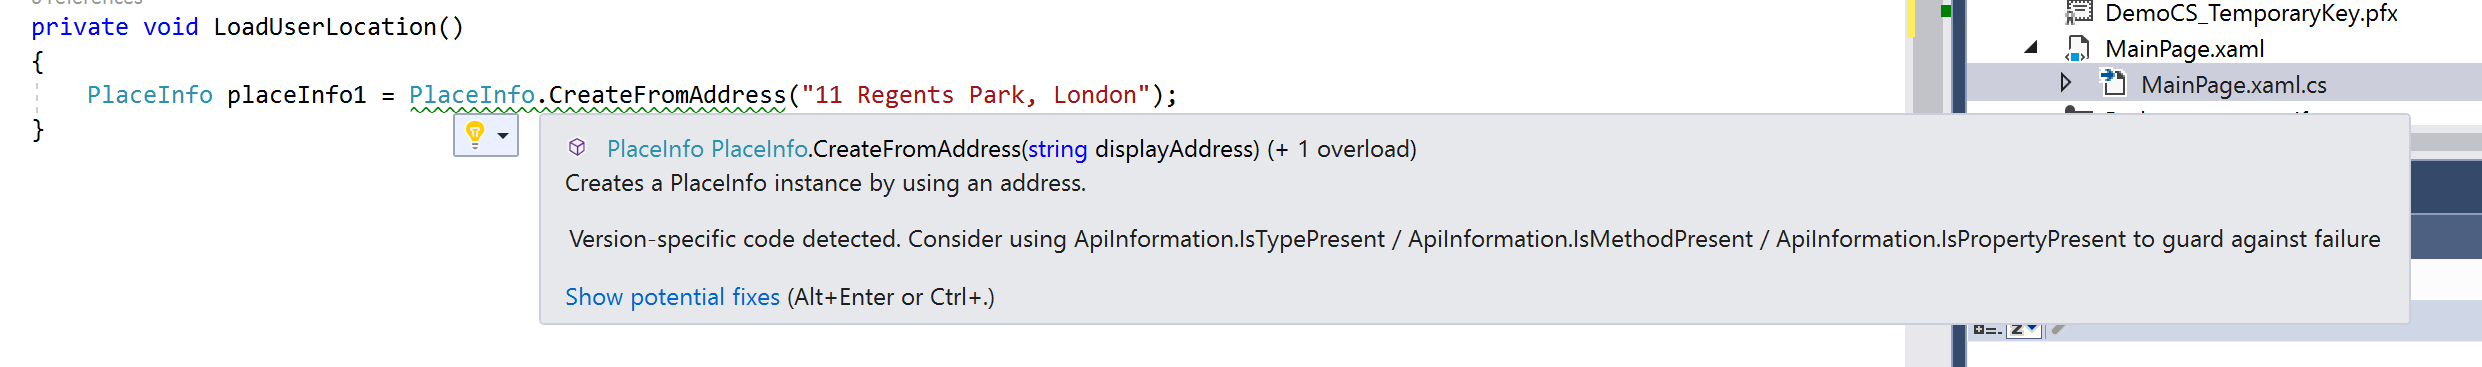 private void LoadUserLocation()
{
PlaceInfo placeInfo1 = PlaceInfo.CreateFromAddress("11 Regents Park, London");
}
PlaceInfo PlaceInfo.CreateFromAddress(string displayAddress) (+ 1 overload)
Creates a PlaceInfo instance by using an address.
Version-specific code detected. Consider using ApiInformation.IsTypePresent / ApiInformation.IsMethodPresent / ApiInformation.IsPropertyPresent to guard against failure
Show potential fixes (Alt+Enter or Ctrl+.)
DemoCS_TemporaryKey.pfx
MainPage.xaml
MainPage.xaml.cs